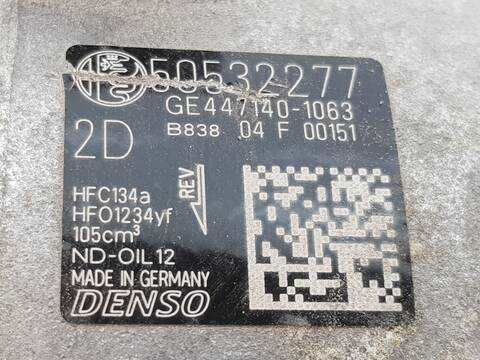 50532277
GE447140-1063
B838 04 F 00151
2D
REV
HFC134a
HFO1234yf
105cm³
ND-OIL12
MADE IN GERMANY
DENSO